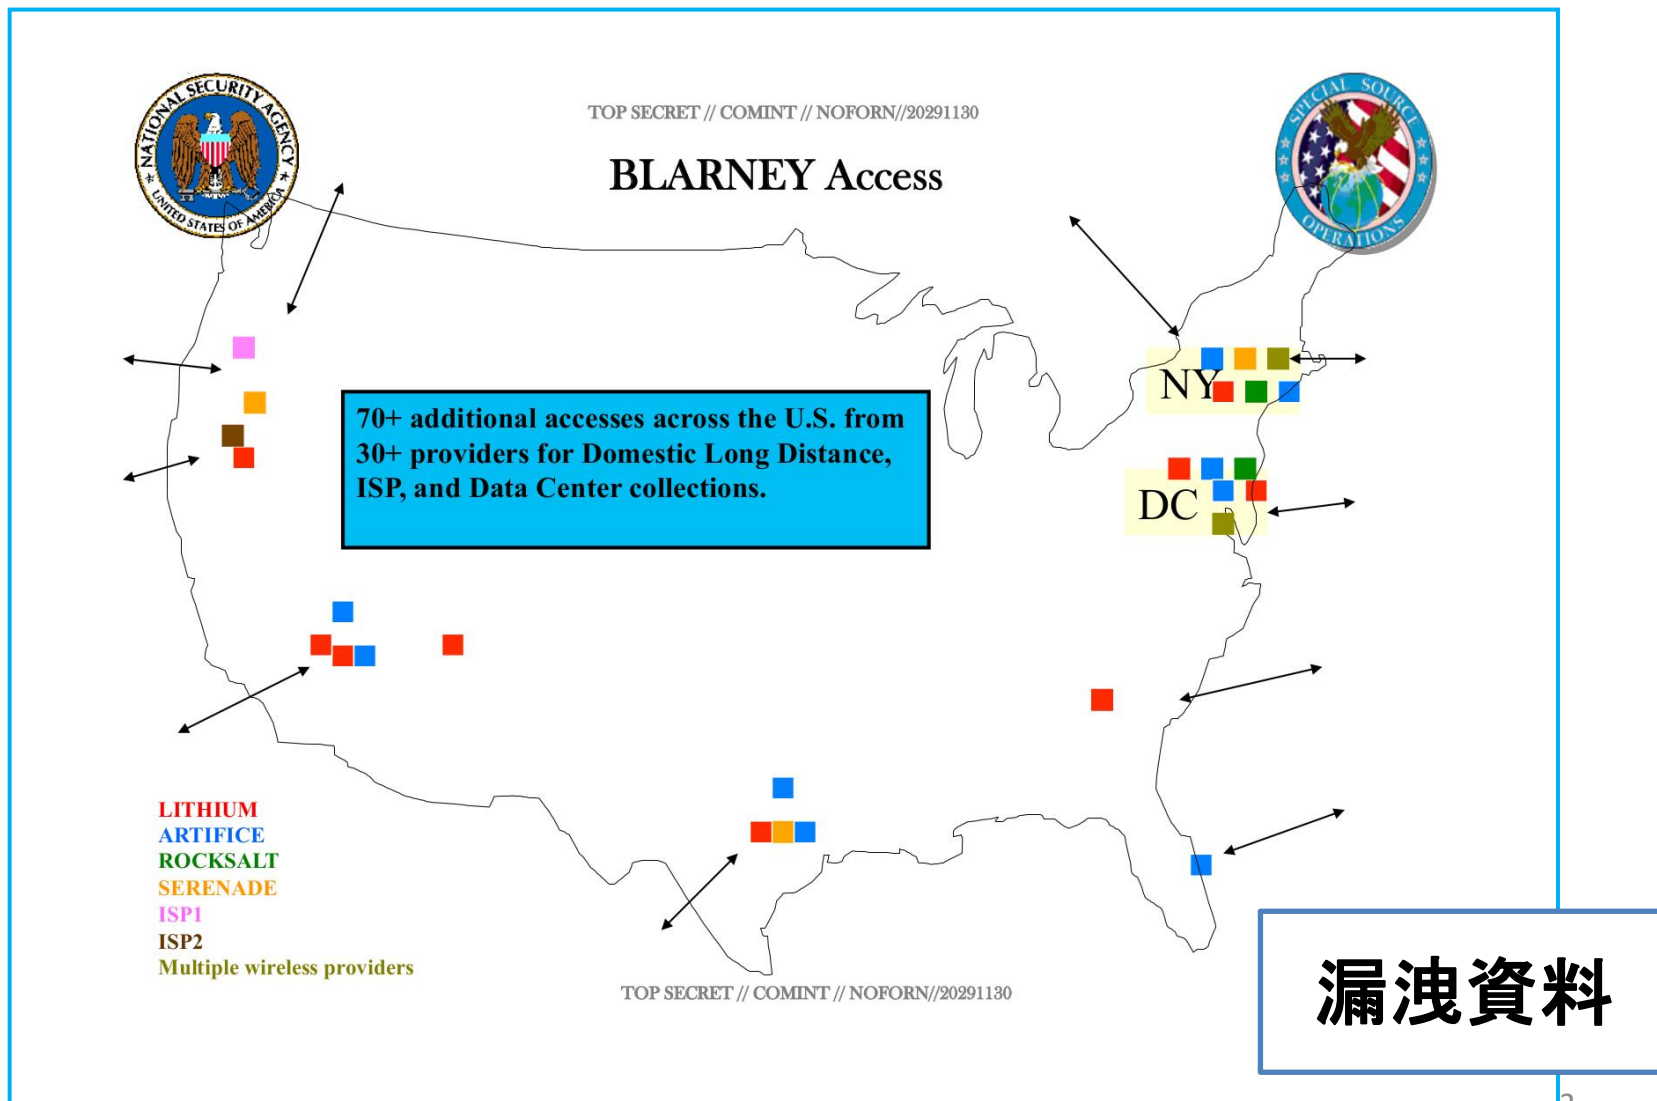 NATIONAL SECURITY AGENCY
UNITED STATES OF AMERICA
TOP SECRET // COMINT // NOFORN//20291130
BLARNEY Access
SPECIAL SOURCE
OPERATIONS
70+ additional accesses across the U.S. from
30+ providers for Domestic Long Distance,
ISP, and Data Center collections.
NY
DC
LITHIUM
ARTIFICE
ROCKSALT
SERENADE
ISP1
ISP2
Multiple wireless providers
TOP SECRET // COMINT // NOFORN//20291130
漏洩資料